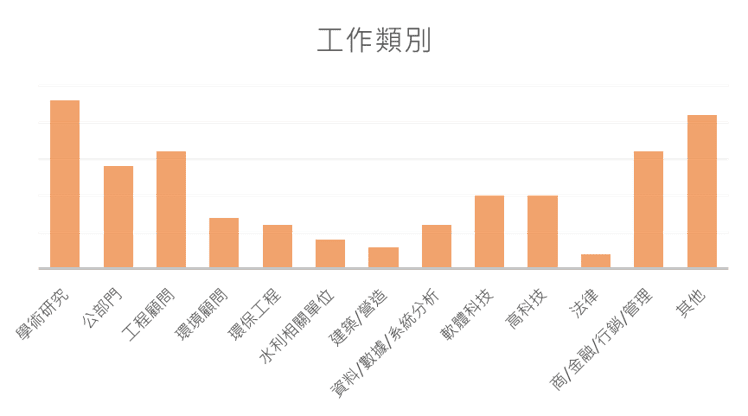 工作類別
學術研究
公部門
工程顧問
環境顧問
環保工程
水利相關單位
建築/營造
資料/數據/系統分析
軟體科技
高科技
法律
商/金融/行銷/管理
其他